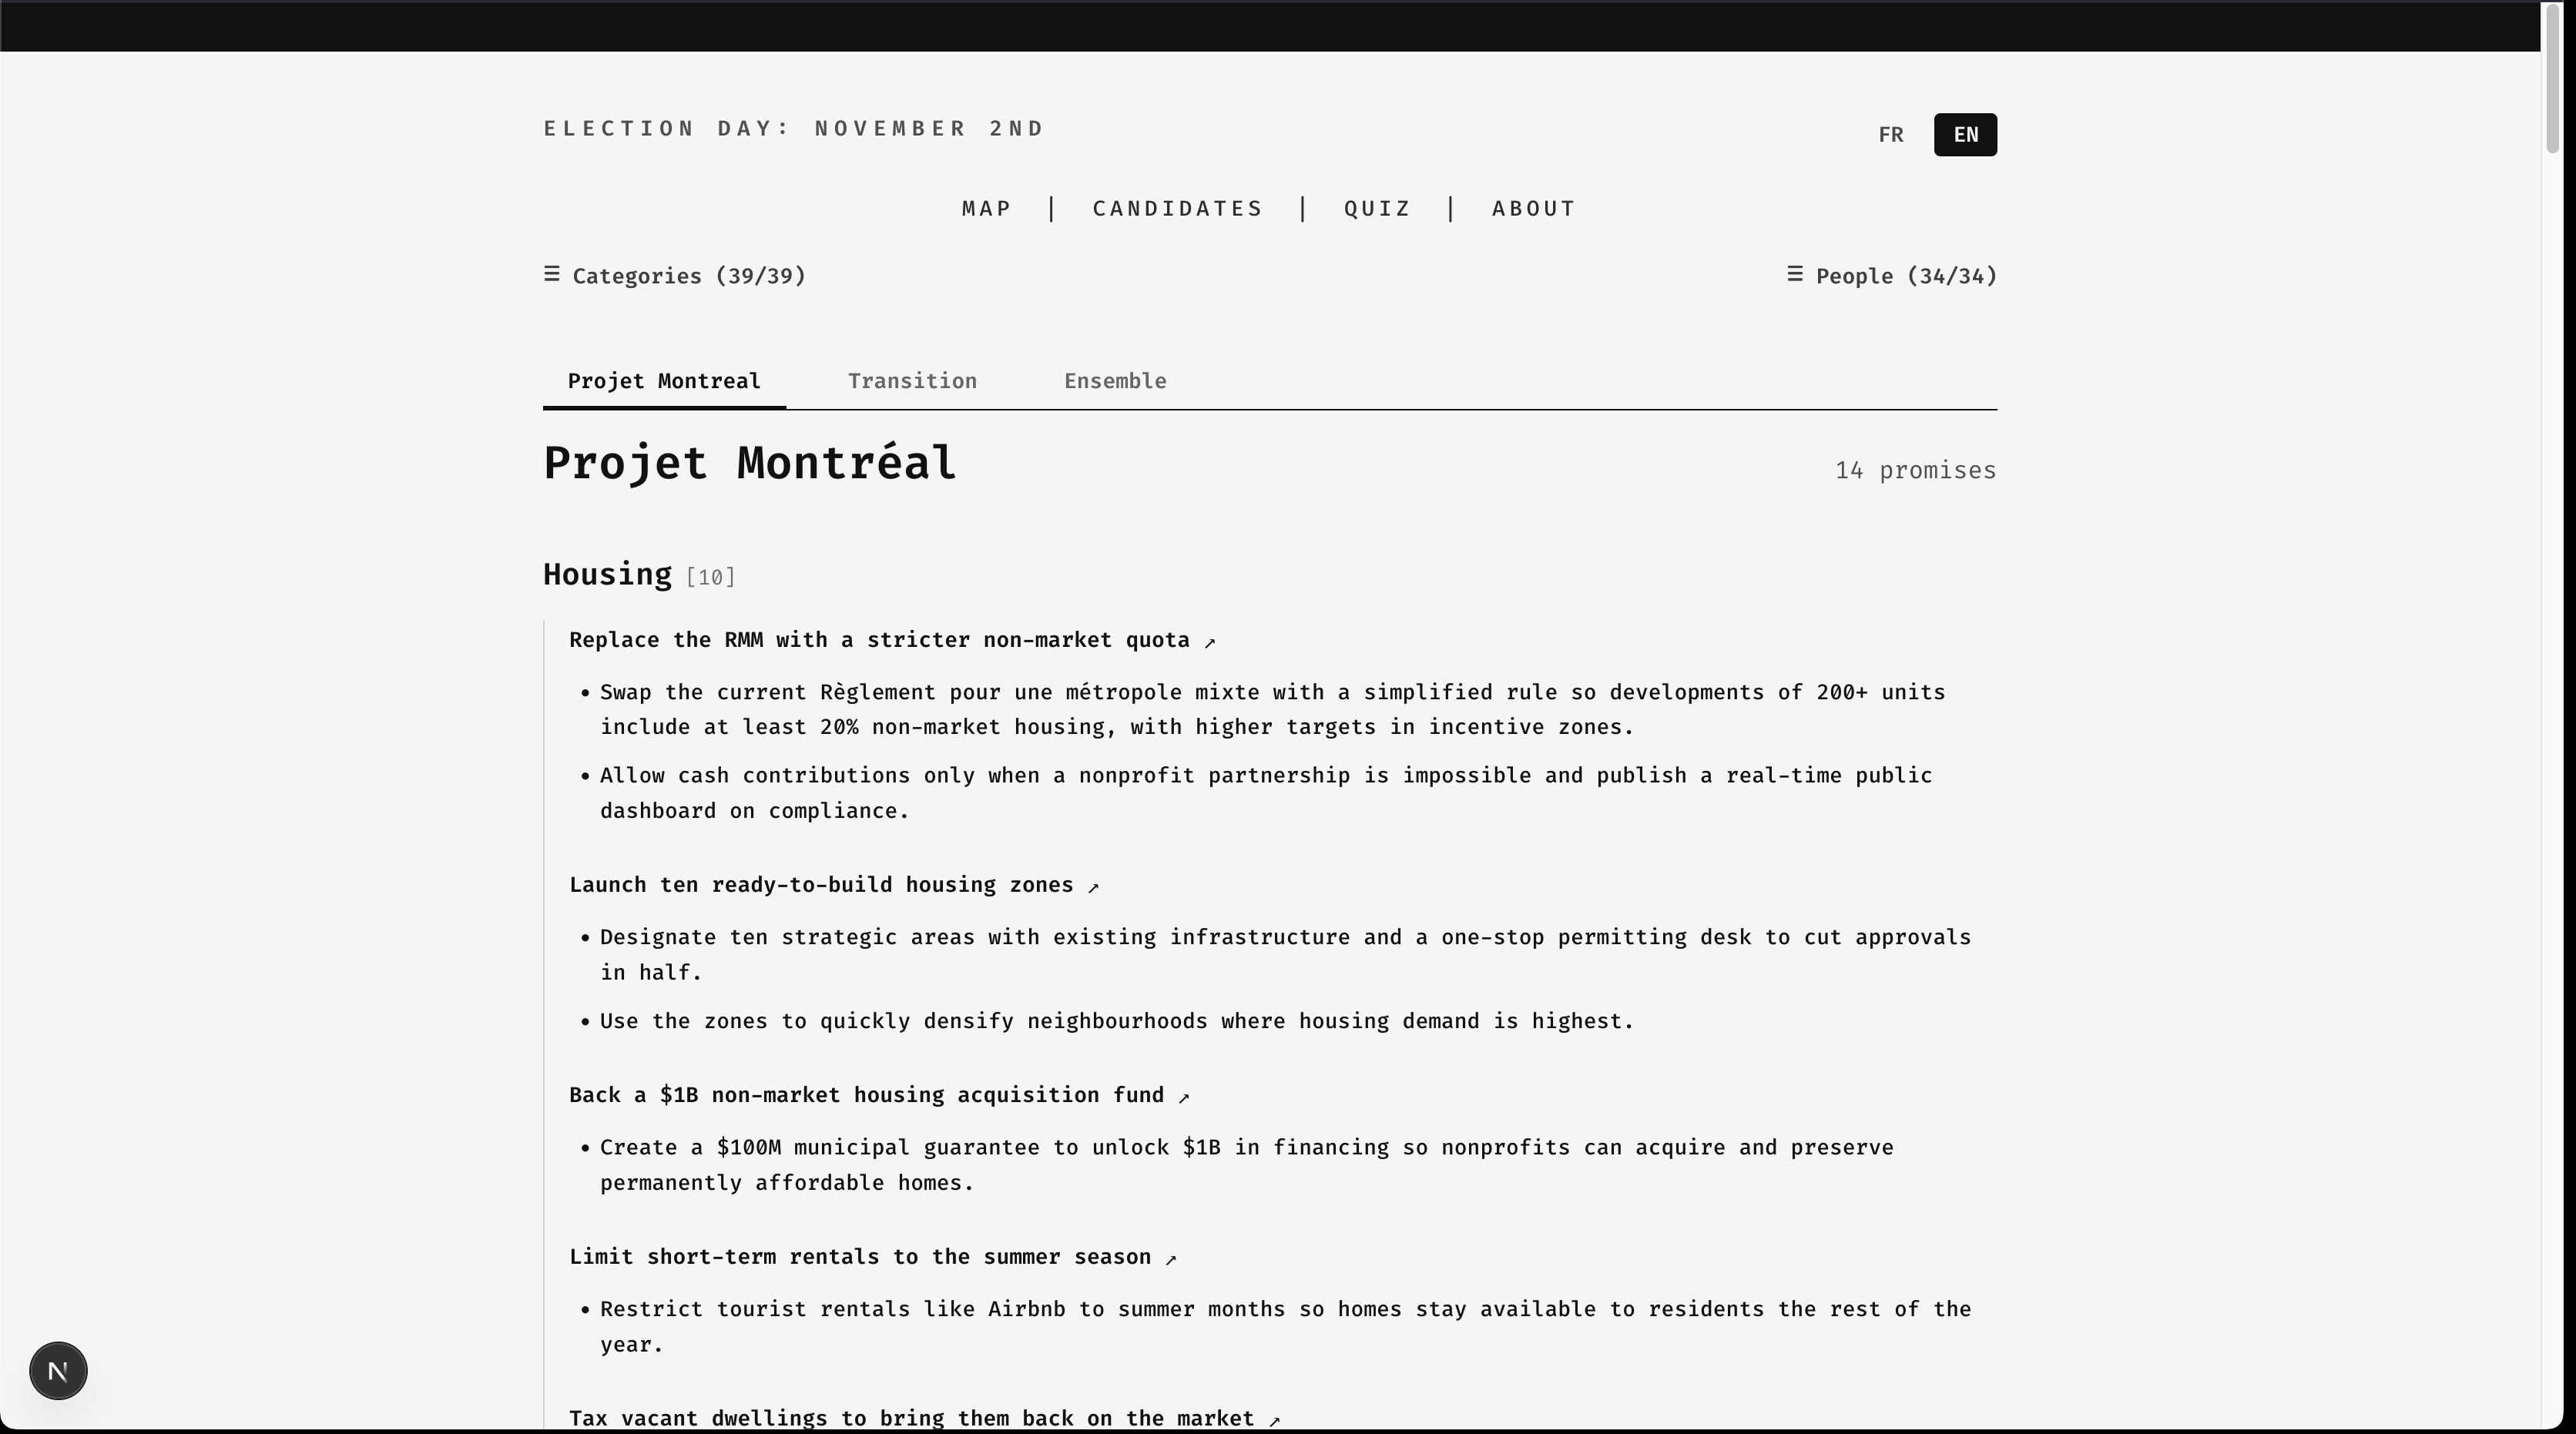 ELECTION DAY: NOVEMBER 2ND
FR EN
MAP | CANDIDATES | QUIZ | ABOUT
☰ Categories (39/39)
☰ People (34/34)
Projet Montreal Transition Ensemble
Projet Montréal
14 promises
Housing [10]
Replace the RMM with a stricter non-market quota ↗
• Swap the current Règlement pour une métropole mixte with a simplified rule so developments of 200+ units
include at least 20% non-market housing, with higher targets in incentive zones.
• Allow cash contributions only when a nonprofit partnership is impossible and publish a real-time public
dashboard on compliance.
Launch ten ready-to-build housing zones ↗
• Designate ten strategic areas with existing infrastructure and a one-stop permitting desk to cut approvals
in half.
• Use the zones to quickly densify neighbourhoods where housing demand is highest.
Back a $1B non-market housing acquisition fund ↗
• Create a $100M municipal guarantee to unlock $1B in financing so nonprofits can acquire and preserve
permanently affordable homes.
Limit short-term rentals to the summer season ↗
• Restrict tourist rentals like Airbnb to summer months so homes stay available to residents the rest of the
year.
N
Tax vacant dwellings to bring them back on the market ↗